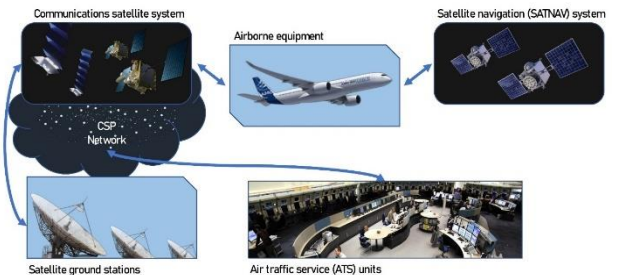 Communications satellite system
Satellite navigation (SATNAV) system
Airborne equipment
CSP
Network
Satellite ground stations
Air traffic service (ATS) units